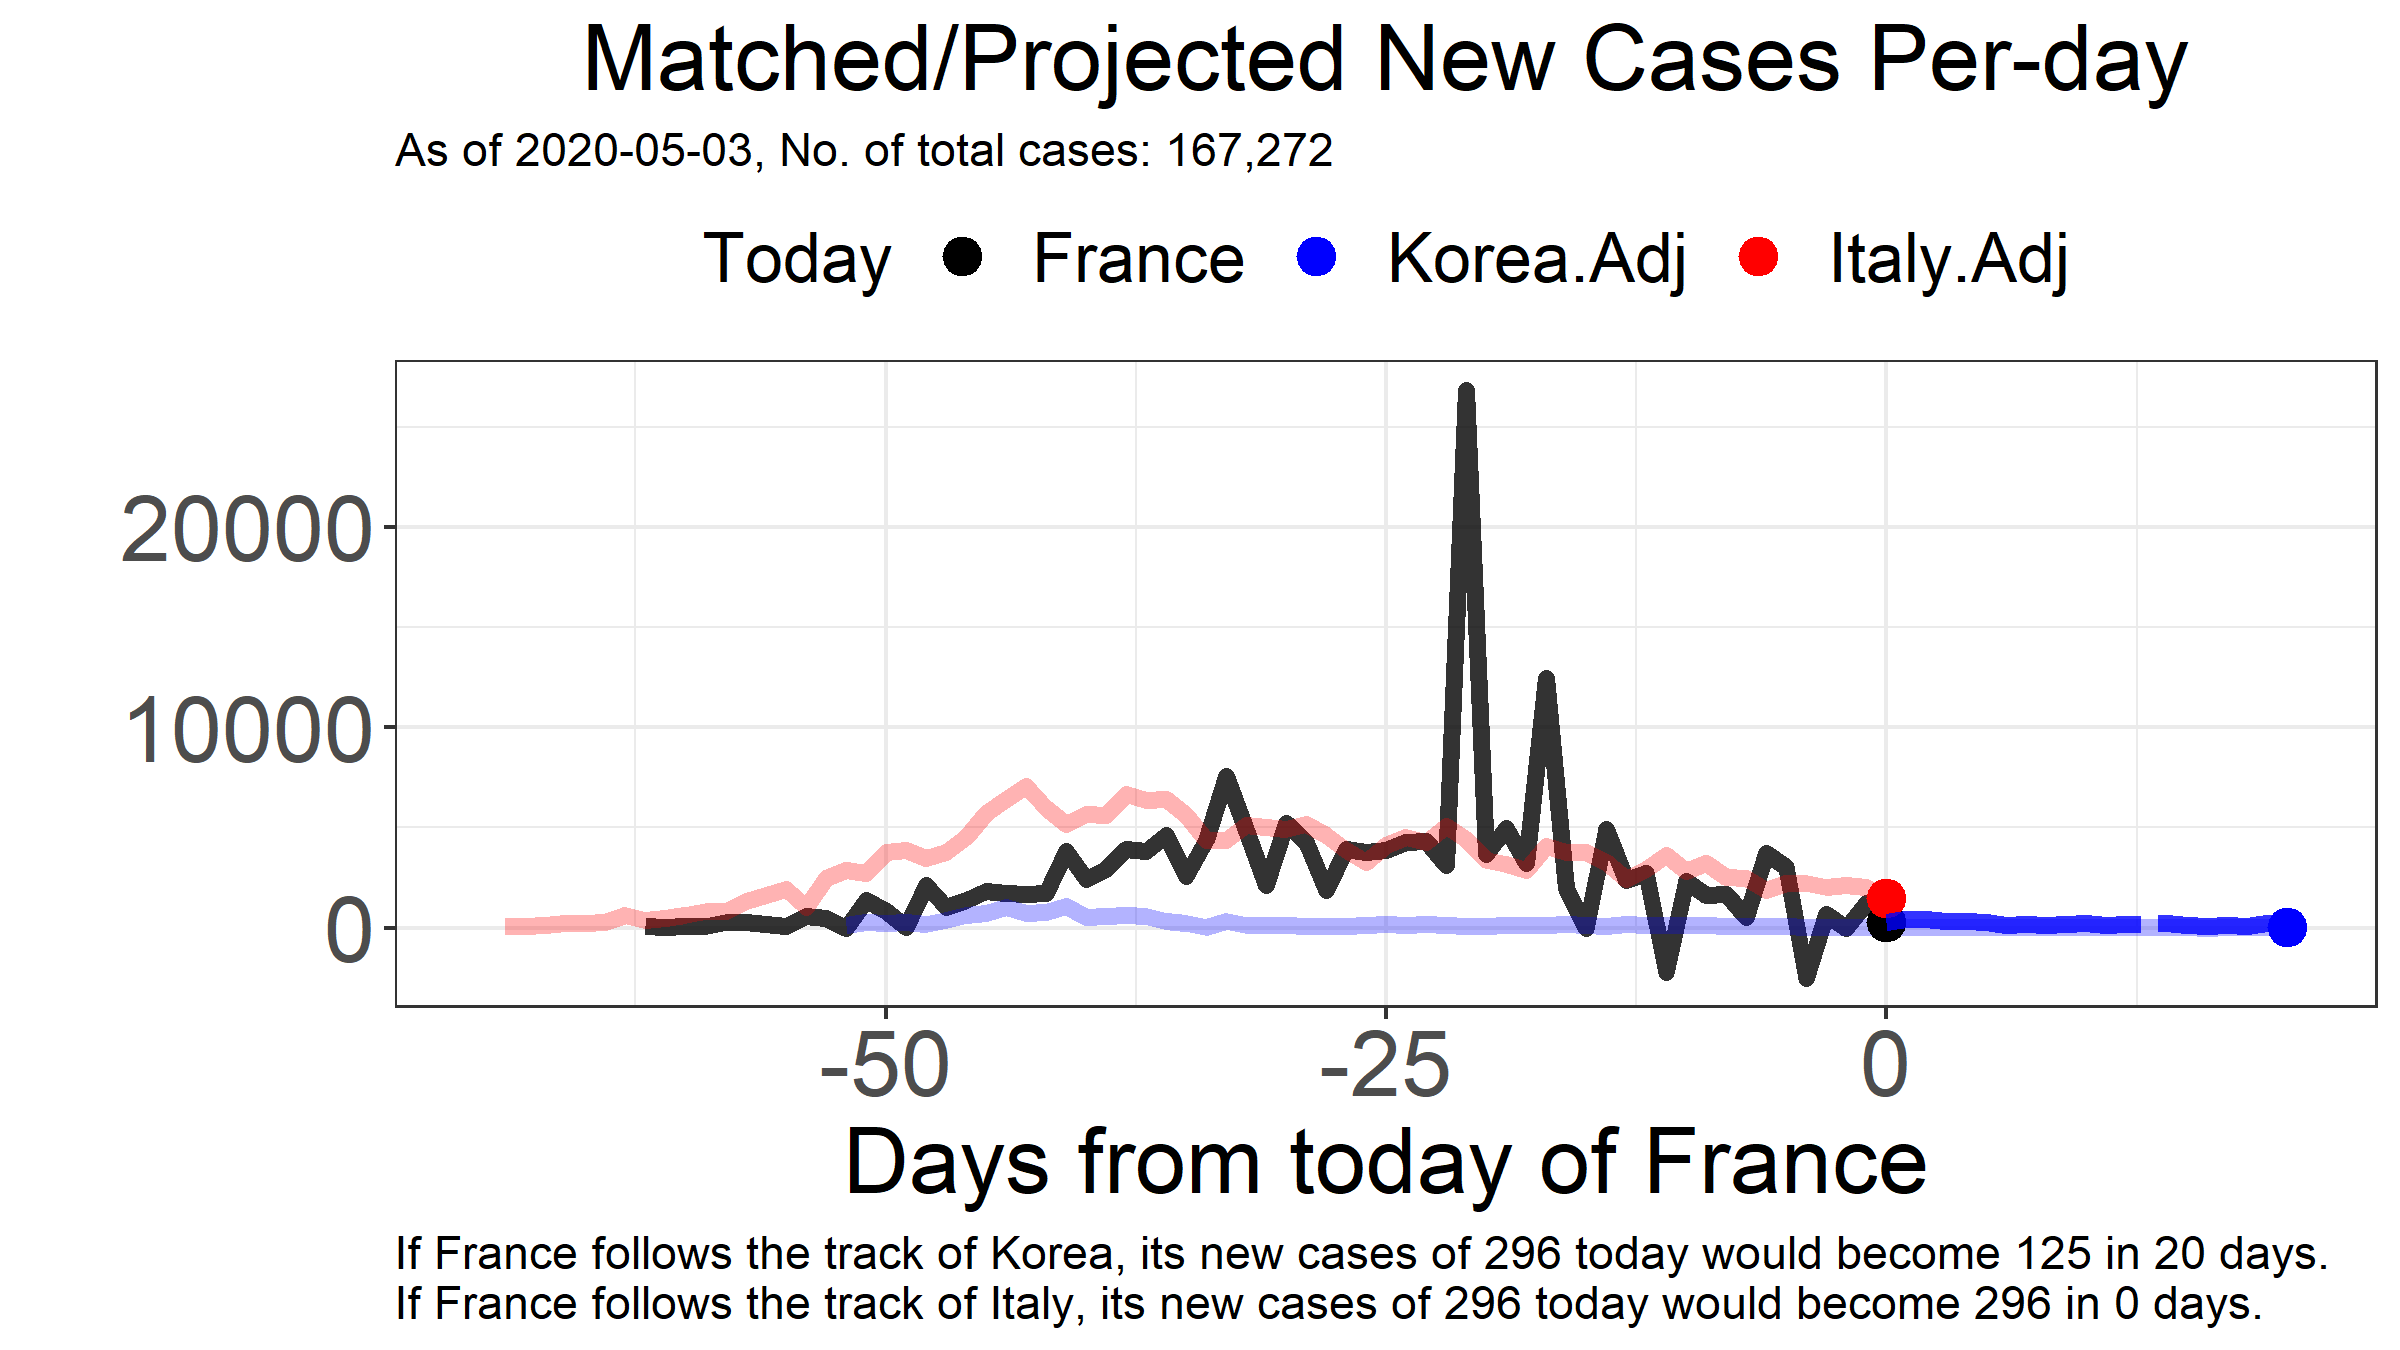 Matched/Projected New Cases Per-day
As of 2020-05-03, No. of total cases: 167,272
Today France Korea.Adj Italy.Adj
20000
10000
0
-50 -25 0
Days from today of France
If France follows the track of Korea, its new cases of 296 today would become 125 in 20 days.
If France follows the track of Italy, its new cases of 296 today would become 296 in 0 days.